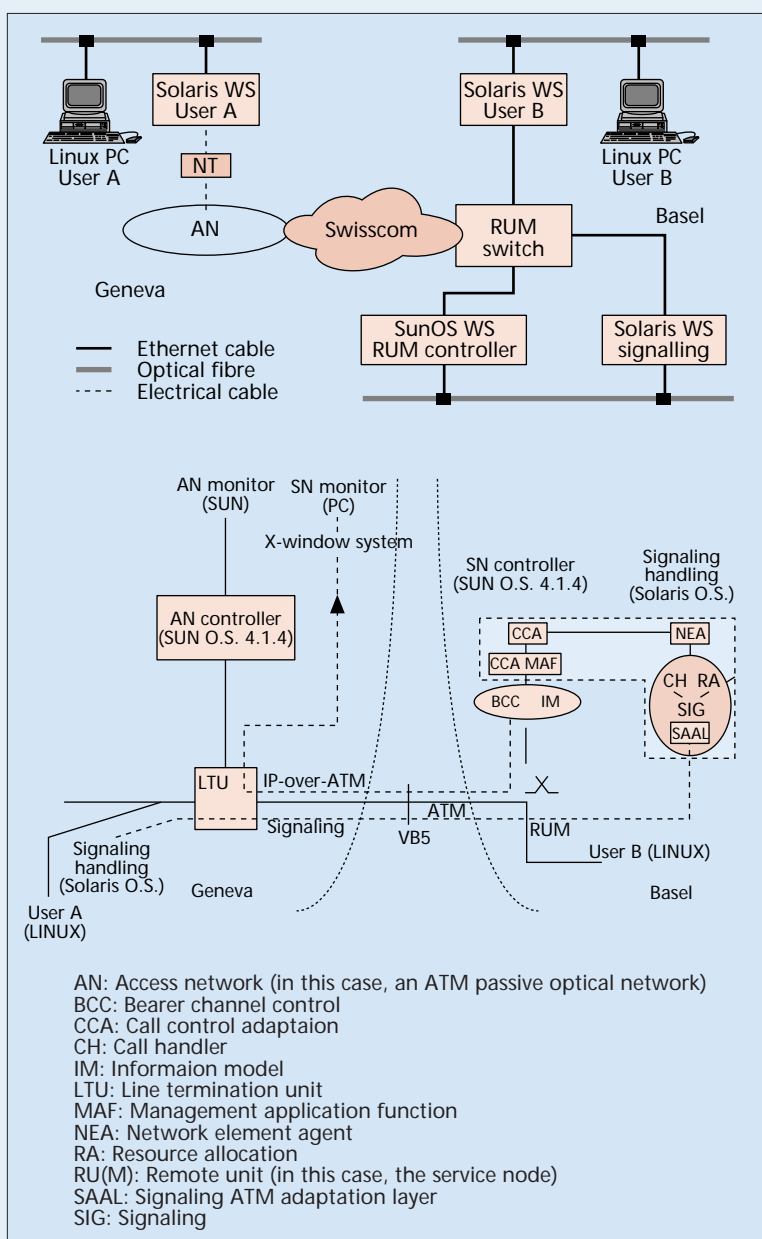 Solaris WS
User A
Solaris WS
User B
Linux PC
User A
Linux PC
User B
NT
AN
Swisscom
RUM
switch
Basel
Geneva
SunOS WS
RUM controller
Solaris WS
signalling
Ethernet cable
Optical fibre
Electrical cable
AN monitor
(SUN)
SN monitor
(PC)
X-window system
SN controller
(SUN O.S. 4.1.4)
Signaling
handling
(Solaris O.S.)
AN controller
(SUN O.S. 4.1.4)
CCA
NEA
CCA MAF
CH RA
BCC IM
SIG
SAAL
LTU
IP-over-ATM
X
ATM
Signaling
VB5
RUM
Signaling
handling
(Solaris O.S.)
User B (LINUX)
Geneva
Basel
User A
(LINUX)
AN: Access network (in this case, an ATM passive optical network)
BCC: Bearer channel control
CCA: Call control adaptaion
CH: Call handler
IM: Informaion model
LTU: Line termination unit
MAF: Management application function
NEA: Network element agent
RA: Resource allocation
RU(M): Remote unit (in this case, the service node)
SAAL: Signaling ATM adaptation layer
SIG: Signaling